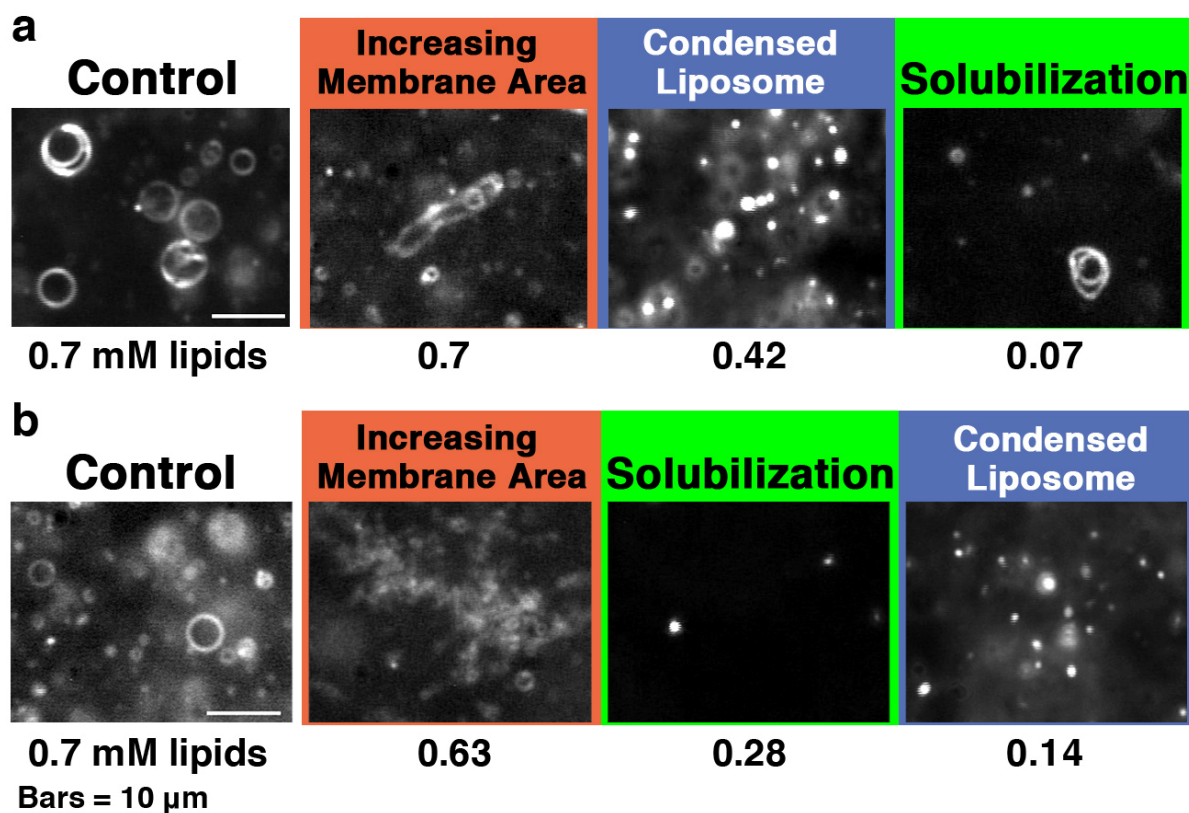 a
Control
Increasing
Membrane Area
Condensed
Liposome
Solubilization
0.7 mM lipids
0.7
0.42
0.07
b
Control
Increasing
Membrane Area
Solubilization
Condensed
Liposome
0.7 mM lipids
0.63
0.28
0.14
Bars = 10 μm